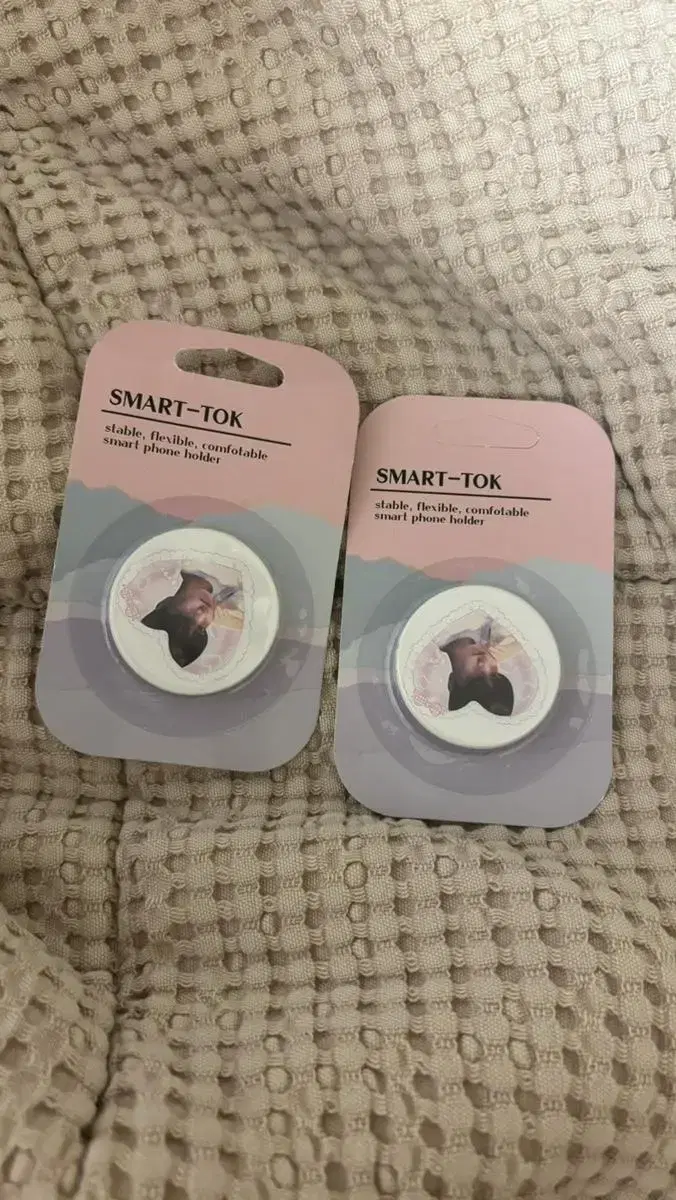 SMART-TOK
stable, flexible, comfotable
smart phone holder
SMART-TOK
stable, flexible, comfotable
smart phone holder